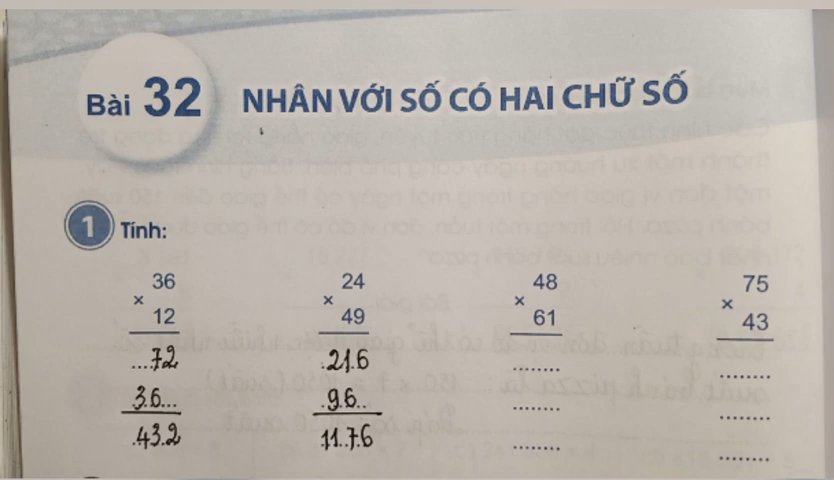 Bài 32 NHÂN VỚI SỐ CÓ HAI CHỮ SỐ
1 Tính:
36 24 48 75
× × × ×
12 49 61 43
72 216
36 96
432 1176